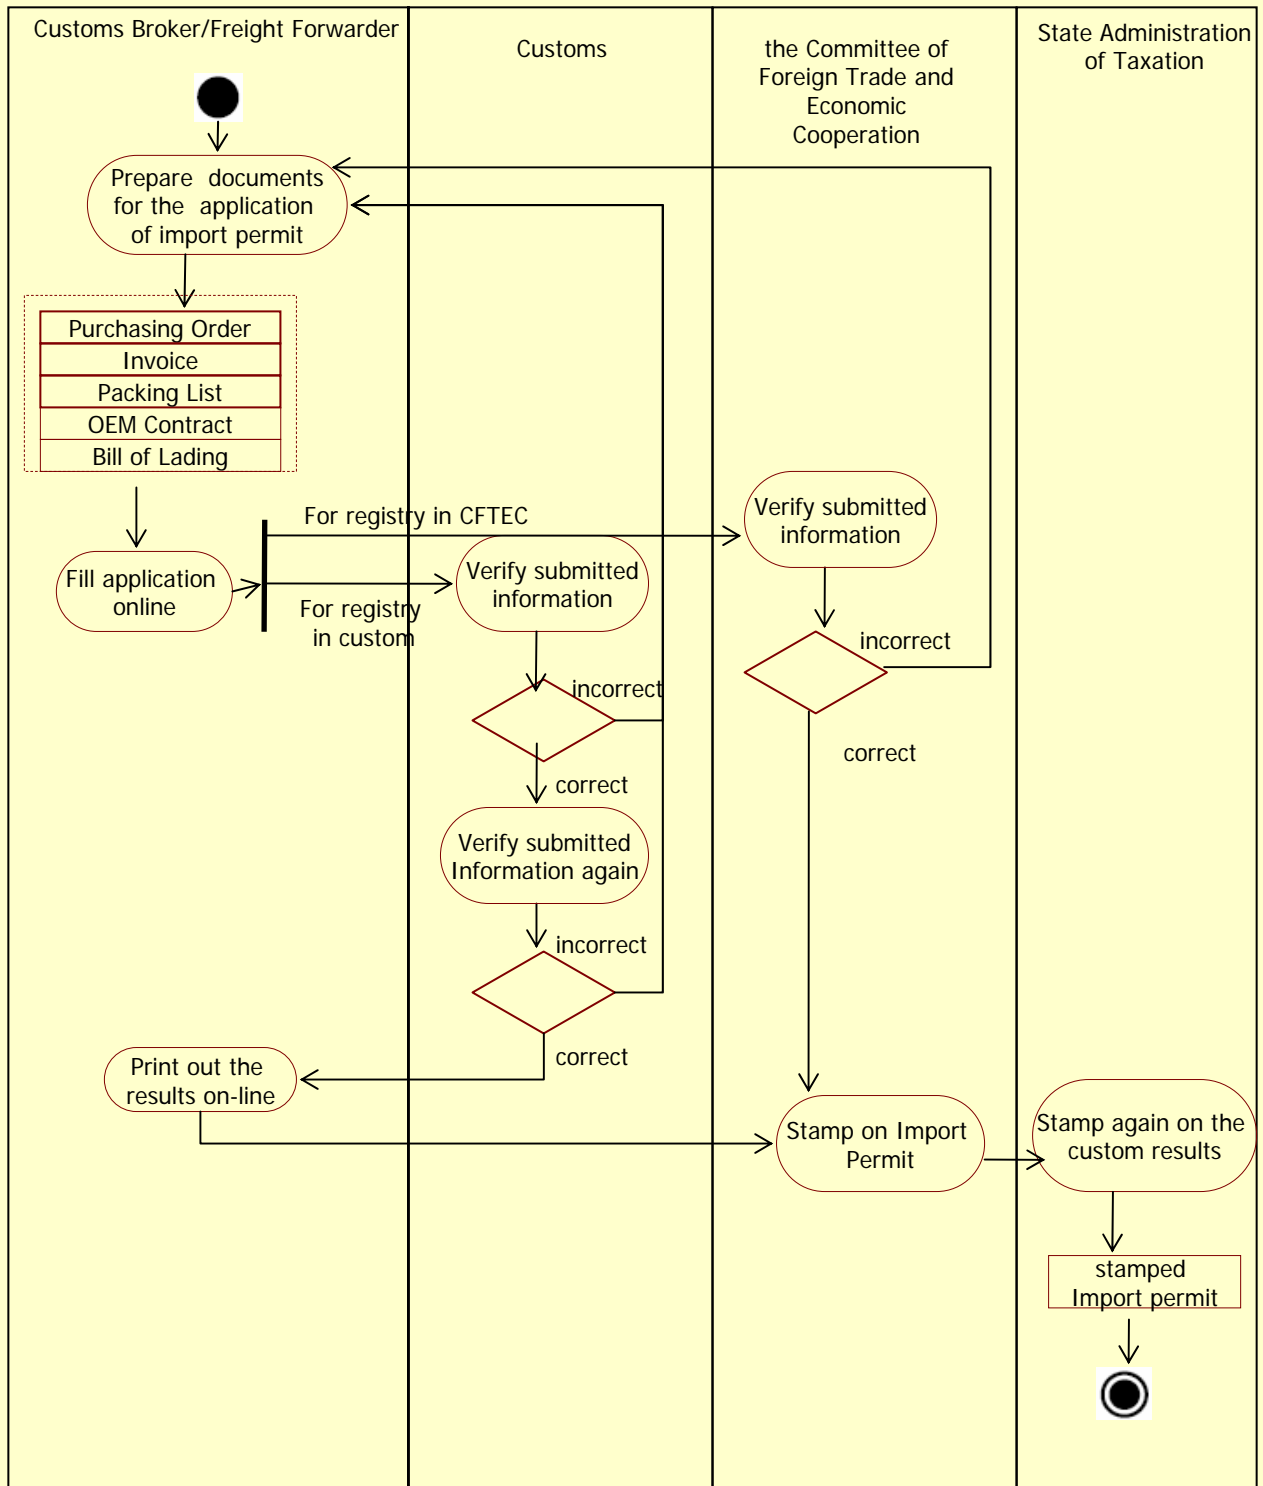 Customs Broker/Freight Forwarder
Customs
the Committee of
Foreign Trade and
Economic
Cooperation
State Administration
of Taxation
Prepare documents
for the application
of import permit
Purchasing Order
Invoice
Packing List
OEM Contract
Bill of Lading
Fill application
online
For registry in CFTEC
For registry
in custom
Verify submitted
information
Verify submitted
information
incorrect
incorrect
correct
correct
Verify submitted
Information again
incorrect
correct
Print out the
results on-line
Stamp on Import
Permit
Stamp again on the
custom results
stamped
Import permit